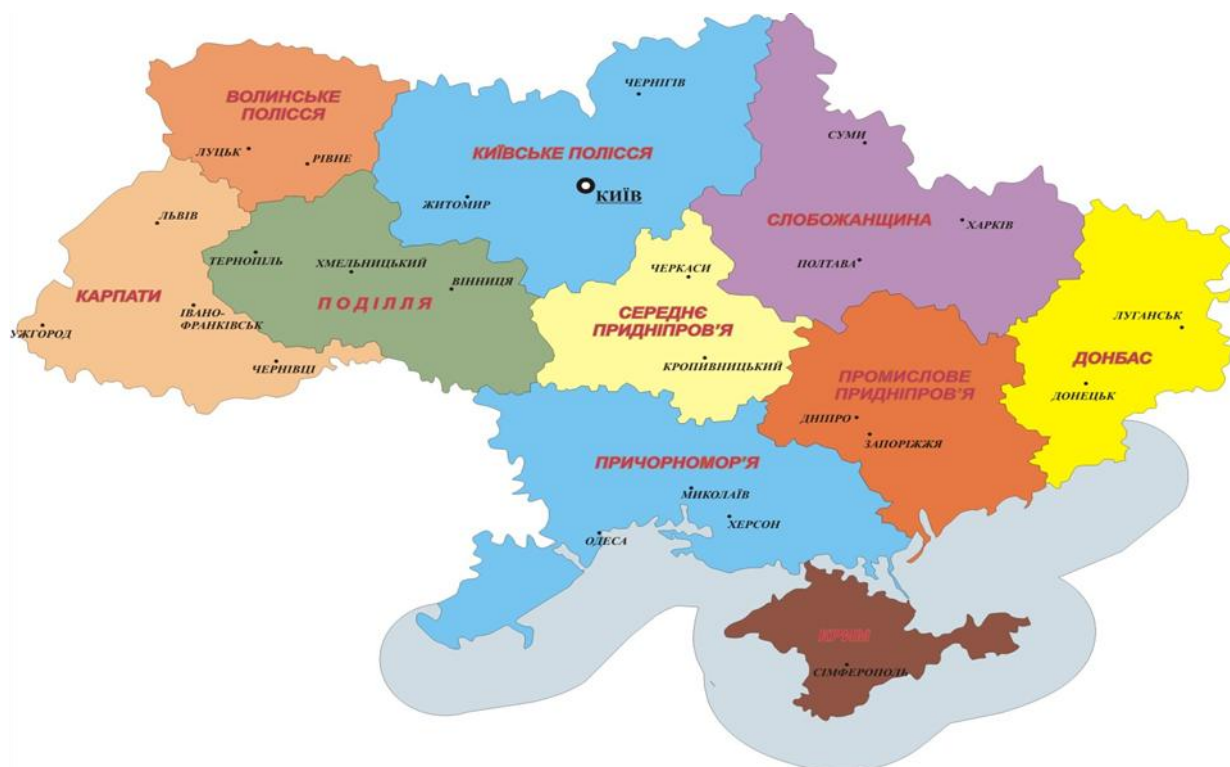 ЧЕРНІГІВ
ВОЛИНСЬКЕ
ПОЛІССЯ
СУМИ
ЛУЦЬК
РІВНЕ
КИЇВСЬКЕ ПОЛІССЯ
КИЇВ
ЖИТОМИР
ЛЬВІВ
СЛОБОЖАНЩИНА
ХАРКІВ
ТЕРНОПІЛЬ
ХМЕЛЬНИЦЬКИЙ
ВІННИЦЯ
ЧЕРКАСИ
ПОЛТАВА
КАРПАТИ
ПОДІЛЛЯ
ІВАНО-
ФРАНКІВСЬК
СЕРЕДНЄ
ПРИДНІПРОВ'Я
ЛУГАНСЬК
УЖГОРОД
ЧЕРНІВЦІ
КРОПИВНИЦЬКИЙ
ДОНБАС
ПРОМИСЛОВЕ
ПРИДНІПРОВ'Я
ДОНЕЦЬК
ДНІПРО
ЗАПОРІЖЖЯ
ПРИЧОРНОМОР'Я
МИКОЛАЇВ
ХЕРСОН
ОДЕСА
КРИМ
СІМФЕРОПОЛЬ